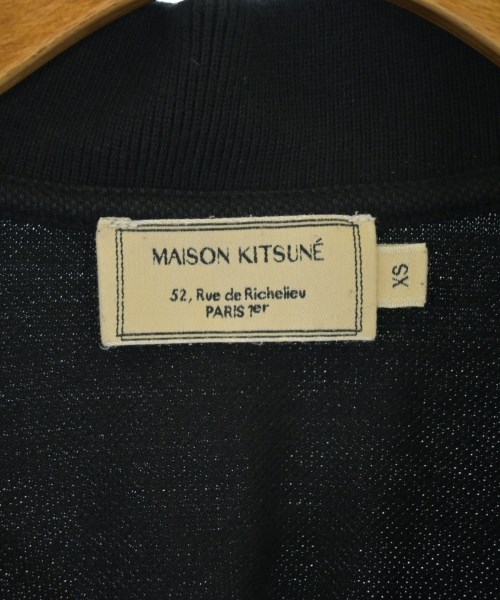 MAISON KITSUNÉ
52, Rue de Richelieu
PARIS 1er
XS